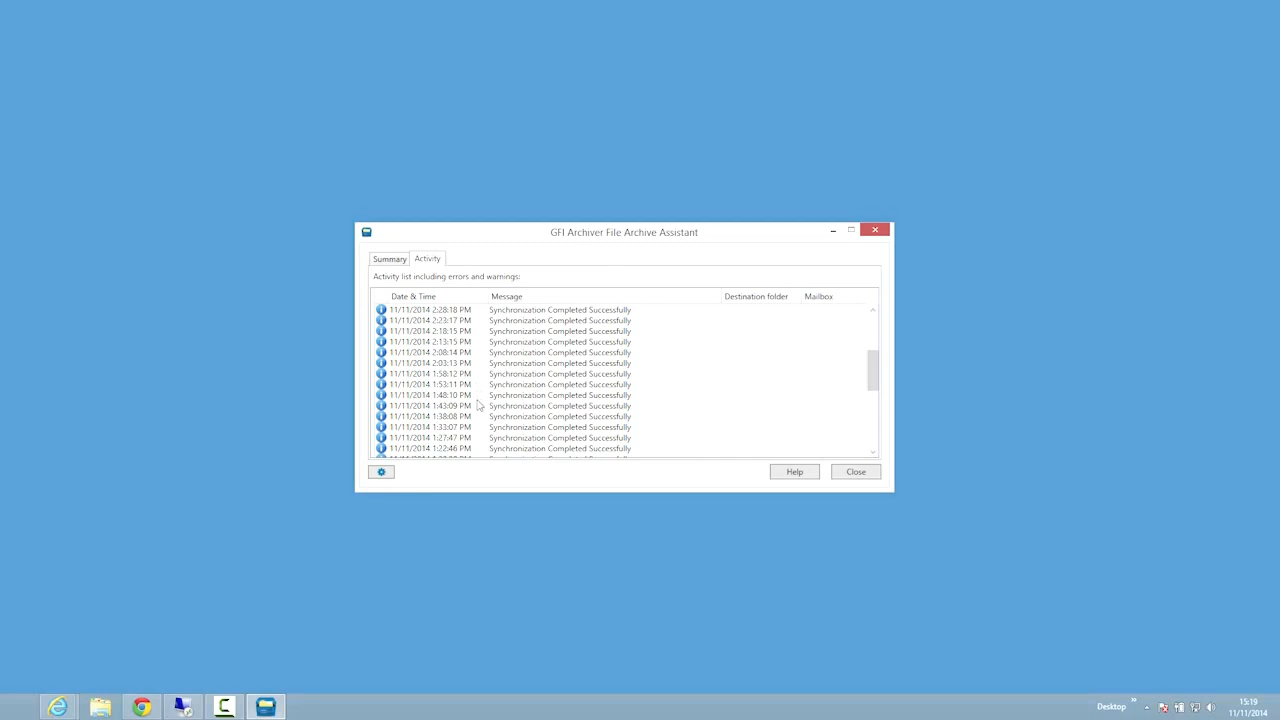 GFI Archiver File Archive Assistant
Summary Activity
Activity list including errors and warnings:
Date & Time Message Destination folder Mailbox
11/11/2014 2:28:18 PM Synchronization Completed Successfully
11/11/2014 2:23:17 PM Synchronization Completed Successfully
11/11/2014 2:18:15 PM Synchronization Completed Successfully
11/11/2014 2:13:15 PM Synchronization Completed Successfully
11/11/2014 2:08:14 PM Synchronization Completed Successfully
11/11/2014 2:03:13 PM Synchronization Completed Successfully
11/11/2014 1:58:12 PM Synchronization Completed Successfully
11/11/2014 1:53:11 PM Synchronization Completed Successfully
11/11/2014 1:48:10 PM Synchronization Completed Successfully
11/11/2014 1:43:09 PM Synchronization Completed Successfully
11/11/2014 1:38:08 PM Synchronization Completed Successfully
11/11/2014 1:33:07 PM Synchronization Completed Successfully
11/11/2014 1:27:47 PM Synchronization Completed Successfully
11/11/2014 1:22:46 PM Synchronization Completed Successfully
Help Close
Desktop
15:19
11/11/2014